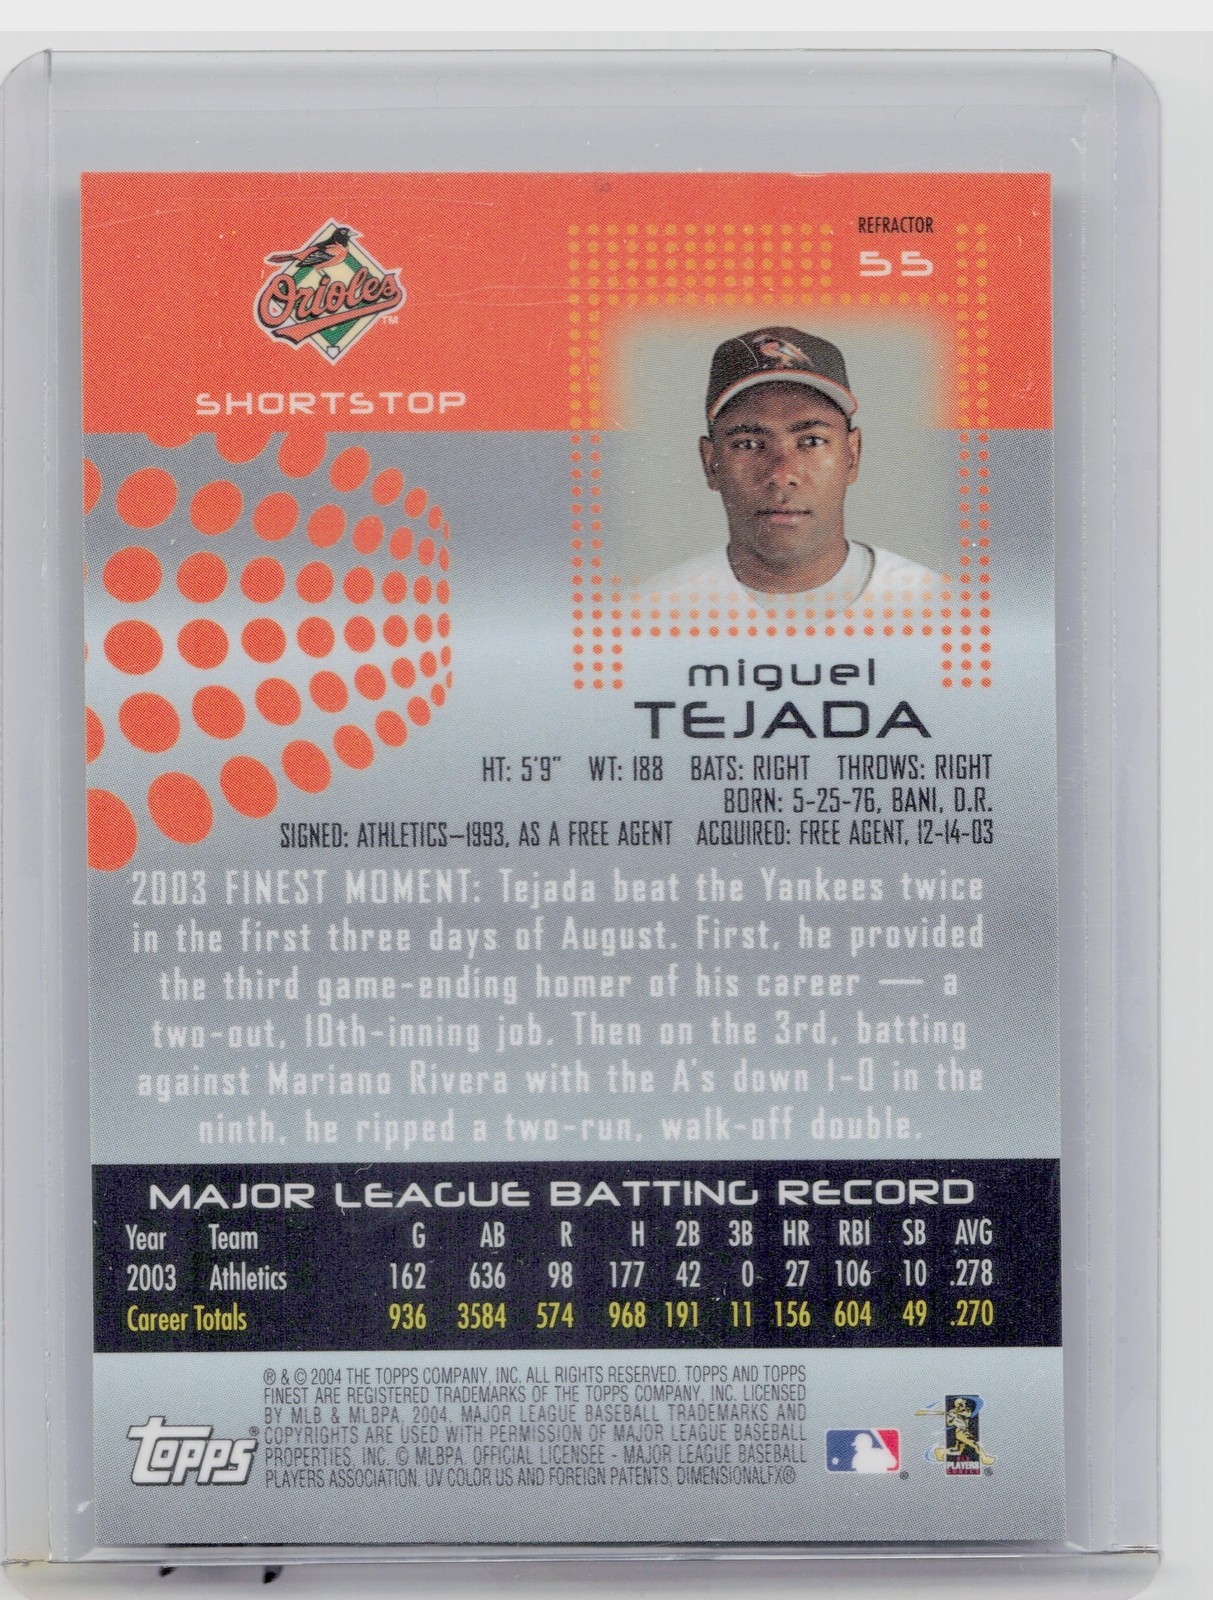 REFRACTOR
55
Orioles™
SHORTSTOP
miguel
TEJADA
HT: 5'9" WT: 188 BATS: RIGHT THROWS: RIGHT
BORN: 5-25-76, BANI, D.R.
SIGNED: ATHLETICS–1993, AS A FREE AGENT ACQUIRED: FREE AGENT, 12-14-03
2003 FINEST MOMENT: Tejada beat the Yankees twice
in the first three days of August. First, he provided
the third game-ending homer of his career — a
two-out, 10th-inning job. Then on the 3rd, batting
against Mariano Rivera with the A's down 1-0 in the
ninth, he ripped a two-run, walk-off double.
MAJOR LEAGUE BATTING RECORD
Year Team G AB R H 2B 3B HR RBI SB AVG
2003 Athletics 162 636 98 177 42 0 27 106 10 .278
Career Totals 936 3584 574 968 191 11 156 604 49 .270
® & © 2004 THE TOPPS COMPANY, INC. ALL RIGHTS RESERVED. TOPPS AND TOPPS
FINEST ARE REGISTERED TRADEMARKS OF THE TOPPS COMPANY, INC. LICENSED
BY MLB & MLBPA, 2004. MAJOR LEAGUE BASEBALL TRADEMARKS AND
COPYRIGHTS ARE USED WITH PERMISSION OF MAJOR LEAGUE BASEBALL
PROPERTIES, INC. © MLBPA. OFFICIAL LICENSEE - MAJOR LEAGUE BASEBALL
PLAYERS ASSOCIATION. UV COLOR US AND FOREIGN PATENTS, DIMENSIONALFX®
Topps®
PLAYERS
CHOICE